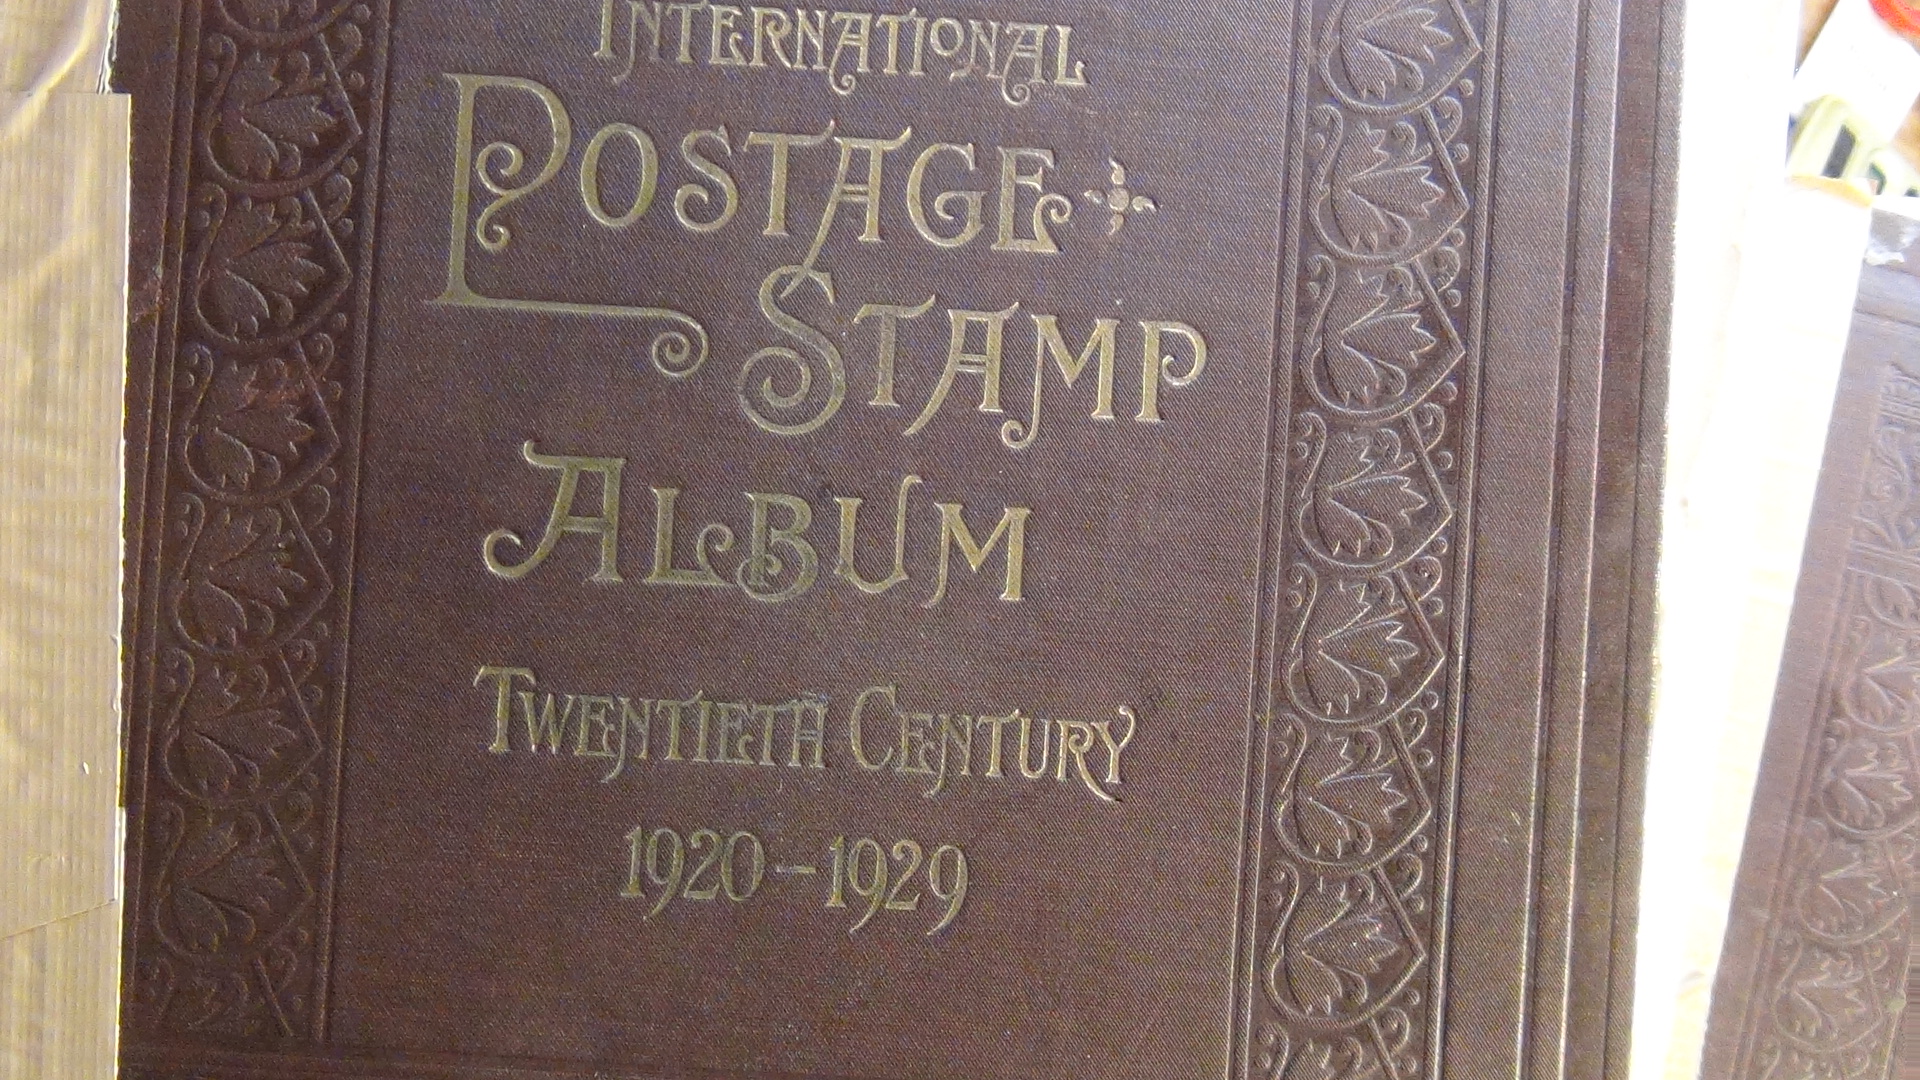 INTERNATIONAL
POSTAGE
STAMP
ALBUM
TWENTIETH CENTURY
1920-1929